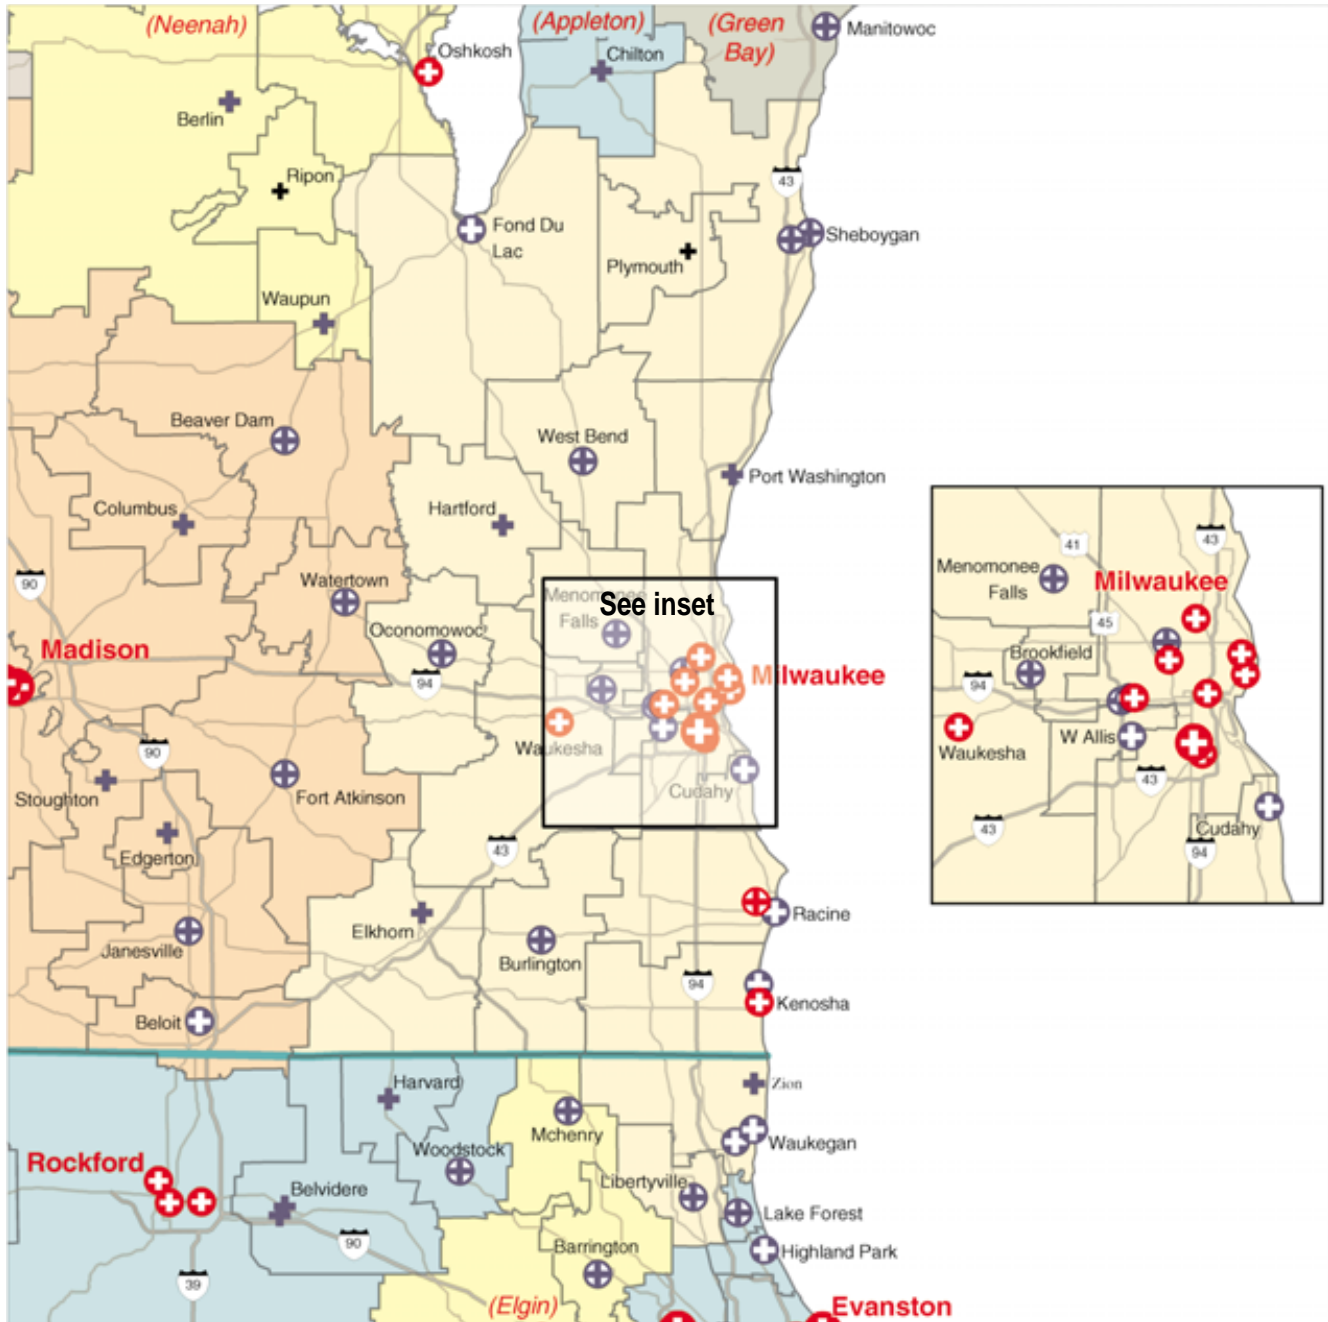 (Neenah)
(Appleton)
(Green
Bay)
Manitowoc
Oshkosh
Chilton
Berlin
Ripon
43
Fond Du
Lac
Sheboygan
Plymouth
Waupun
Beaver Dam
West Bend
Port Washington
Columbus
Hartford
90
Watertown
See inset
Menomonee
Falls
Oconomowoc
Madison
94
Milwaukee
Waukesha
90
Stoughton
Fort Atkinson
Cudahy
Edgerton
43
Elkhorn
Racine
Janesville
Burlington
94
Kenosha
Beloit
Harvard
Zion
Mchenry
Waukegan
Woodstock
Rockford
Libertyville
Belvidere
Lake Forest
90
Barrington
Highland Park
39
(Elgin)
Evanston
41
43
Menomonee
Falls
Milwaukee
45
Brookfield
94
W Allis
Waukesha
43
43
Cudahy
94